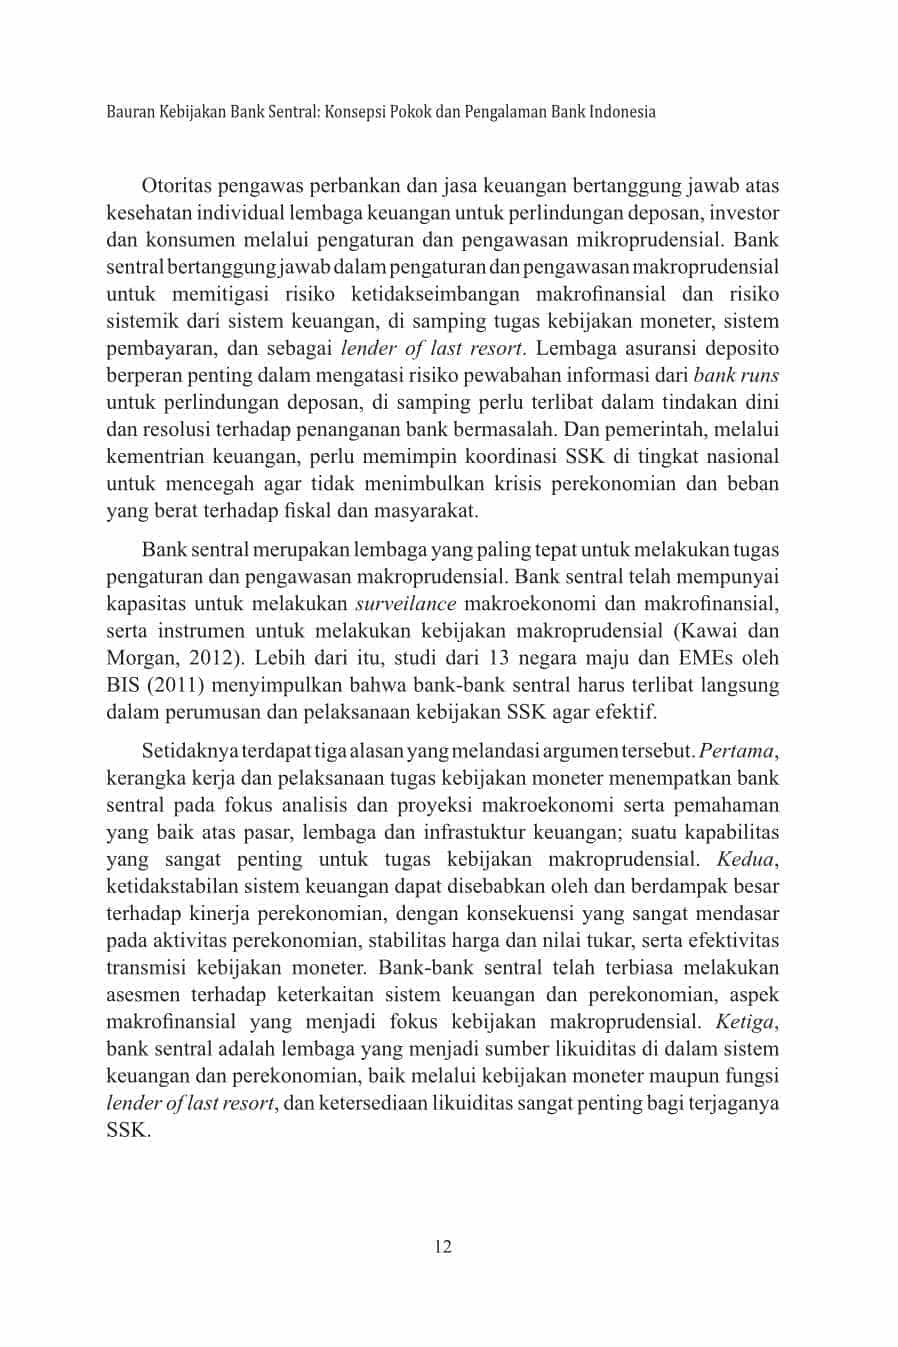 Bauran Kebijakan Bank Sentral: Konsepsi Pokok dan Pengalaman Bank Indonesia
Otoritas pengawas perbankan dan jasa keuangan bertanggung jawab atas
kesehatan individual lembaga keuangan untuk perlindungan deposan, investor
dan konsumen melalui pengaturan dan pengawasan mikroprudensial. Bank
sentral bertanggung jawab dalam pengaturan dan pengawasan makroprudensial
untuk memitigasi risiko ketidakseimbangan makrofinansial dan risiko
sistemik dari sistem keuangan, di samping tugas kebijakan moneter, sistem
pembayaran, dan sebagai lender of last resort. Lembaga asuransi deposito
berperan penting dalam mengatasi risiko pewabahan informasi dari bank runs
untuk perlindungan deposan, di samping perlu terlibat dalam tindakan dini
dan resolusi terhadap penanganan bank bermasalah. Dan pemerintah, melalui
kementrian keuangan, perlu memimpin koordinasi SSK di tingkat nasional
untuk mencegah agar tidak menimbulkan krisis perekonomian dan beban
yang berat terhadap fiskal dan masyarakat.
Bank sentral merupakan lembaga yang paling tepat untuk melakukan tugas
pengaturan dan pengawasan makroprudensial. Bank sentral telah mempunyai
kapasitas untuk melakukan surveilance makroekonomi dan makrofinansial,
serta instrumen untuk melakukan kebijakan makroprudensial (Kawai dan
Morgan, 2012). Lebih dari itu, studi dari 13 negara maju dan EMEs oleh
BIS (2011) menyimpulkan bahwa bank-bank sentral harus terlibat langsung
dalam perumusan dan pelaksanaan kebijakan SSK agar efektif.
Setidaknya terdapat tiga alasan yang melandasi argumen tersebut. Pertama,
kerangka kerja dan pelaksanaan tugas kebijakan moneter menempatkan bank
sentral pada fokus analisis dan proyeksi makroekonomi serta pemahaman
yang baik atas pasar, lembaga dan infrastuktur keuangan; suatu kapabilitas
yang sangat penting untuk tugas kebijakan makroprudensial. Kedua,
ketidakstabilan sistem keuangan dapat disebabkan oleh dan berdampak besar
terhadap kinerja perekonomian, dengan konsekuensi yang sangat mendasar
pada aktivitas perekonomian, stabilitas harga dan nilai tukar, serta efektivitas
transmisi kebijakan moneter. Bank-bank sentral telah terbiasa melakukan
asesmen terhadap keterkaitan sistem keuangan dan perekonomian, aspek
makrofinansial yang menjadi fokus kebijakan makroprudensial. Ketiga,
bank sentral adalah lembaga yang menjadi sumber likuiditas di dalam sistem
keuangan dan perekonomian, baik melalui kebijakan moneter maupun fungsi
lender of last resort, dan ketersediaan likuiditas sangat penting bagi terjaganya
SSK.
12